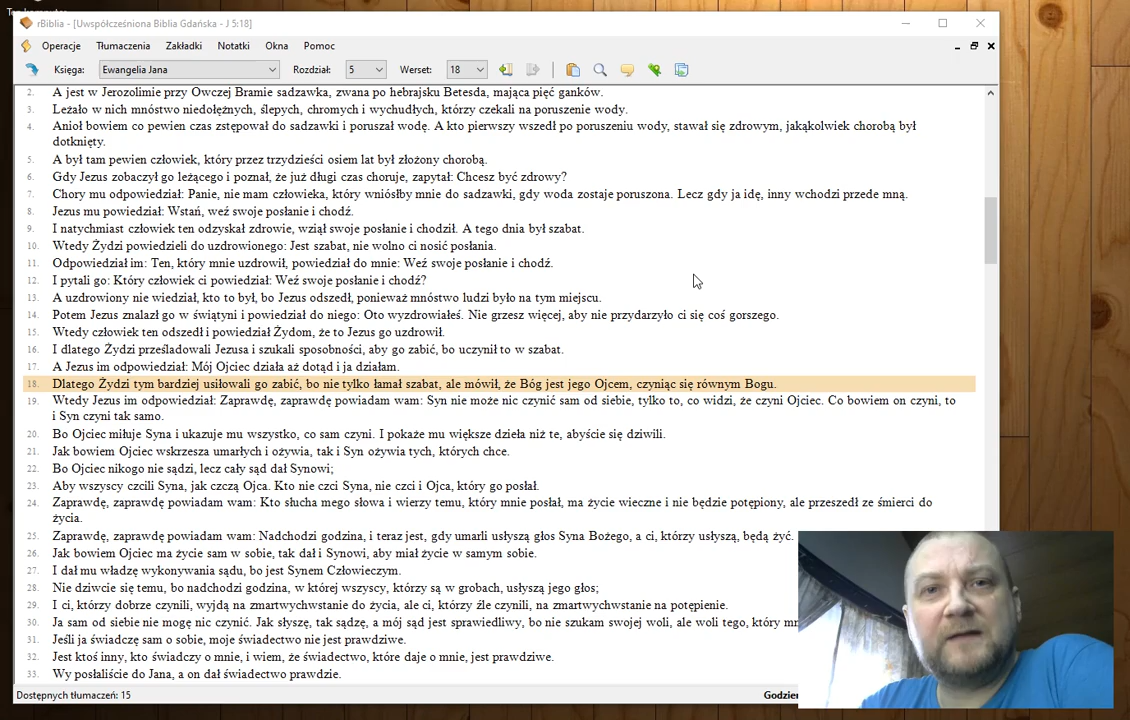 rBiblia - [Uwspółcześniona Biblia Gdańska - J 5:18]
Operacje Tłumaczenia Zakładki Notatki Okna Pomoc
Księga: Ewangelia Jana Rozdział: 5 Werset: 18
2. A jest w Jerozolimie przy Owczej Bramie sadzawka, zwana po hebrajsku Betesda, mająca pięć ganków.
3. Leżało w nich mnóstwo niedołężnych, ślepych, chromych i wychudłych, którzy czekali na poruszenie wody.
4. Anioł bowiem co pewien czas zstępował do sadzawki i poruszał wodę. A kto pierwszy wszedł po poruszeniu wody, stawał się zdrowym, jakąkolwiek chorobą był
dotknięty.
5. A był tam pewien człowiek, który przez trzydzieści osiem lat był złożony chorobą.
6. Gdy Jezus zobaczył go leżącego i poznał, że już długi czas choruje, zapytał: Chcesz być zdrowy?
7. Chory mu odpowiedział: Panie, nie mam człowieka, który wniósłby mnie do sadzawki, gdy woda zostaje poruszona. Lecz gdy ja idę, inny wchodzi przede mną.
8. Jezus mu powiedział: Wstań, weź swoje posłanie i chodź.
9. I natychmiast człowiek ten odzyskał zdrowie, wziął swoje posłanie i chodził. A tego dnia był szabat.
10. Wtedy Żydzi powiedzieli do uzdrowionego: Jest szabat, nie wolno ci nosić posłania.
11. Odpowiedział im: Ten, który mnie uzdrowił, powiedział do mnie: Weź swoje posłanie i chodź.
12. I pytali go: Który człowiek ci powiedział: Weź swoje posłanie i chodź?
13. A uzdrowiony nie wiedział, kto to był, bo Jezus odszedł, ponieważ mnóstwo ludzi było na tym miejscu.
14. Potem Jezus znalazł go w świątyni i powiedział do niego: Oto wyzdrowiałeś. Nie grzesz więcej, aby nie przydarzyło ci się coś gorszego.
15. Wtedy człowiek ten odszedł i powiedział Żydom, że to Jezus go uzdrowił.
16. I dlatego Żydzi prześladowali Jezusa i szukali sposobności, aby go zabić, bo uczynił to w szabat.
17. A Jezus im odpowiedział: Mój Ojciec działa aż dotąd i ja działam.
18. Dlatego Żydzi tym bardziej usiłowali go zabić, bo nie tylko łamał szabat, ale mówił, że Bóg jest jego Ojcem, czyniąc się równym Bogu.
19. Wtedy Jezus im odpowiedział: Zaprawdę, zaprawdę powiadam wam: Syn nie może nic czynić sam od siebie, tylko to, co widzi, że czyni Ojciec. Co bowiem on czyni, to
i Syn czyni tak samo.
20. Bo Ojciec miłuje Syna i ukazuje mu wszystko, co sam czyni. I pokaże mu większe dzieła niż te, abyście się dziwili.
21. Jak bowiem Ojciec wskrzesza umarłych i ożywia, tak i Syn ożywia tych, których chce.
22. Bo Ojciec nikogo nie sądzi, lecz cały sąd dał Synowi;
23. Aby wszyscy czcili Syna, jak czczą Ojca. Kto nie czci Syna, nie czci i Ojca, który go posłał.
24. Zaprawdę, zaprawdę powiadam wam: Kto słucha mego słowa i wierzy temu, który mnie posłał, ma życie wieczne i nie będzie potępiony, ale przeszedł ze śmierci do
życia.
25. Zaprawdę, zaprawdę powiadam wam: Nadchodzi godzina, i teraz jest, gdy umarli usłyszą głos Syna Bożego, a ci, którzy usłyszą, będą żyć.
26. Jak bowiem Ojciec ma życie sam w sobie, tak dał i Synowi, aby miał życie w samym sobie.
27. I dał mu władzę wykonywania sądu, bo jest Synem Człowieczym.
28. Nie dziwcie się temu, bo nadchodzi godzina, w której wszyscy, którzy są w grobach, usłyszą jego głos;
29. I ci, którzy dobrze czynili, wyjdą na zmartwychwstanie do życia, ale ci, którzy źle czynili, na zmartwychwstanie na potępienie.
30. Ja sam od siebie nie mogę nic czynić. Jak słyszę, tak sądzę, a mój sąd jest sprawiedliwy, bo nie szukam swojej woli, ale woli tego, który
31. Jeśli ja świadczę sam o sobie, moje świadectwo nie jest prawdziwe.
32. Jest ktoś inny, kto świadczy o mnie, i wiem, że świadectwo, które daje o mnie, jest prawdziwe.
33. Wy posłaliście do Jana, a on dał świadectwo prawdzie.
Dostępnych tłumaczeń: 15